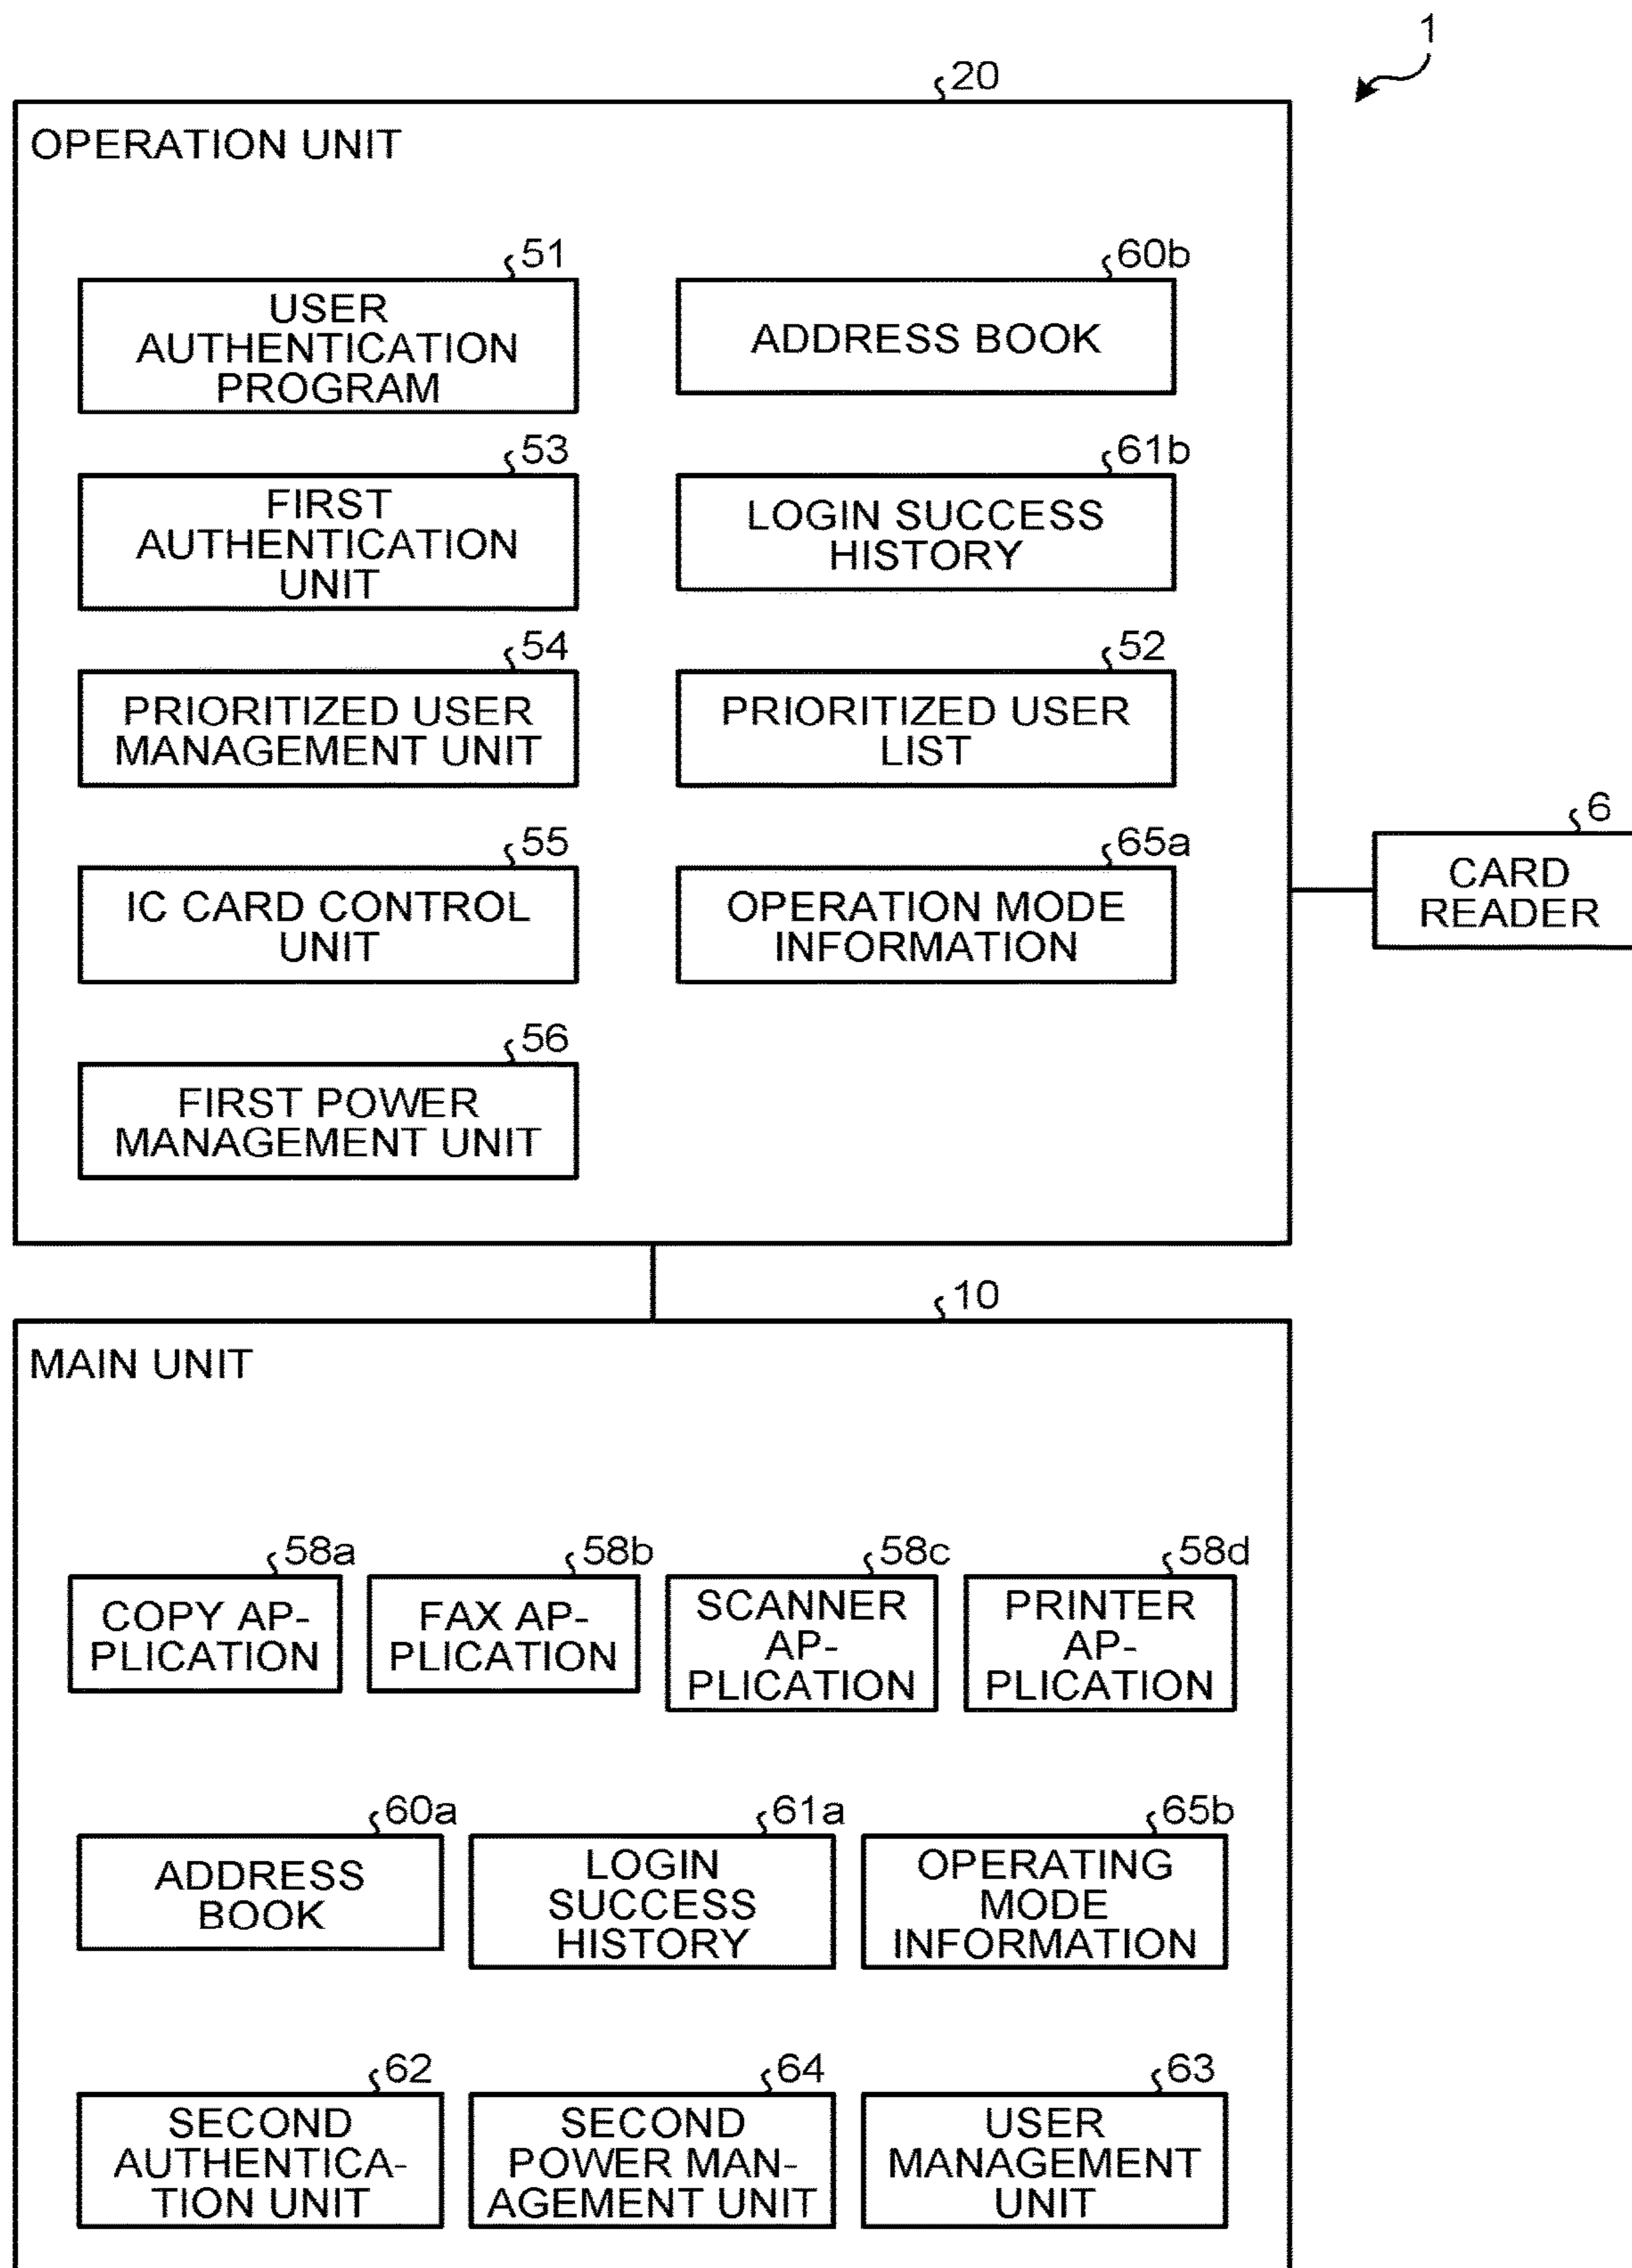 1
20
OPERATION UNIT
51
USER
AUTHENTICATION
PROGRAM
60b
ADDRESS BOOK
53
FIRST
AUTHENTICATION
UNIT
61b
LOGIN SUCCESS
HISTORY
54
PRIORITIZED USER
MANAGEMENT UNIT
52
PRIORITIZED USER
LIST
55
IC CARD CONTROL
UNIT
65a
OPERATION MODE
INFORMATION
6
CARD
READER
56
FIRST POWER
MANAGEMENT UNIT
10
MAIN UNIT
58a
COPY AP-
PLICATION
58b
FAX AP-
PLICATION
58c
SCANNER
AP-
PLICATION
58d
PRINTER
AP-
PLICATION
60a
ADDRESS
BOOK
61a
LOGIN
SUCCESS
HISTORY
65b
OPERATING
MODE
INFORMATION
62
SECOND
AUTHENTICA-
TION UNIT
64
SECOND
POWER MAN-
AGEMENT UNIT
63
USER
MANAGEMENT
UNIT